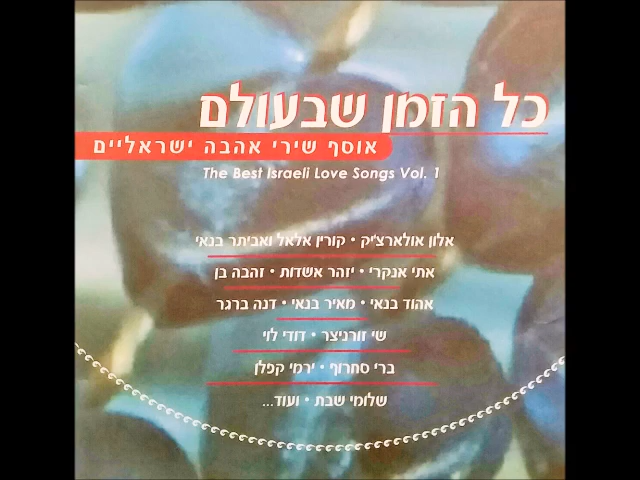 כל הזמן שבעולם
אוסף שירי אהבה ישראליים
The Best Israeli Love Songs Vol. 1
אלון אולארצ'יק • קורין אלאל ואביתר בנאי
אתי אנקרי • יזהר אשדות • זהבה בן
אהוד בנאי • מאיר בנאי • דנה ברגר
שי זורניצר • דודי לוי
ברי סחרוף • ירמי קפלן
שלומי שבת • ועוד...